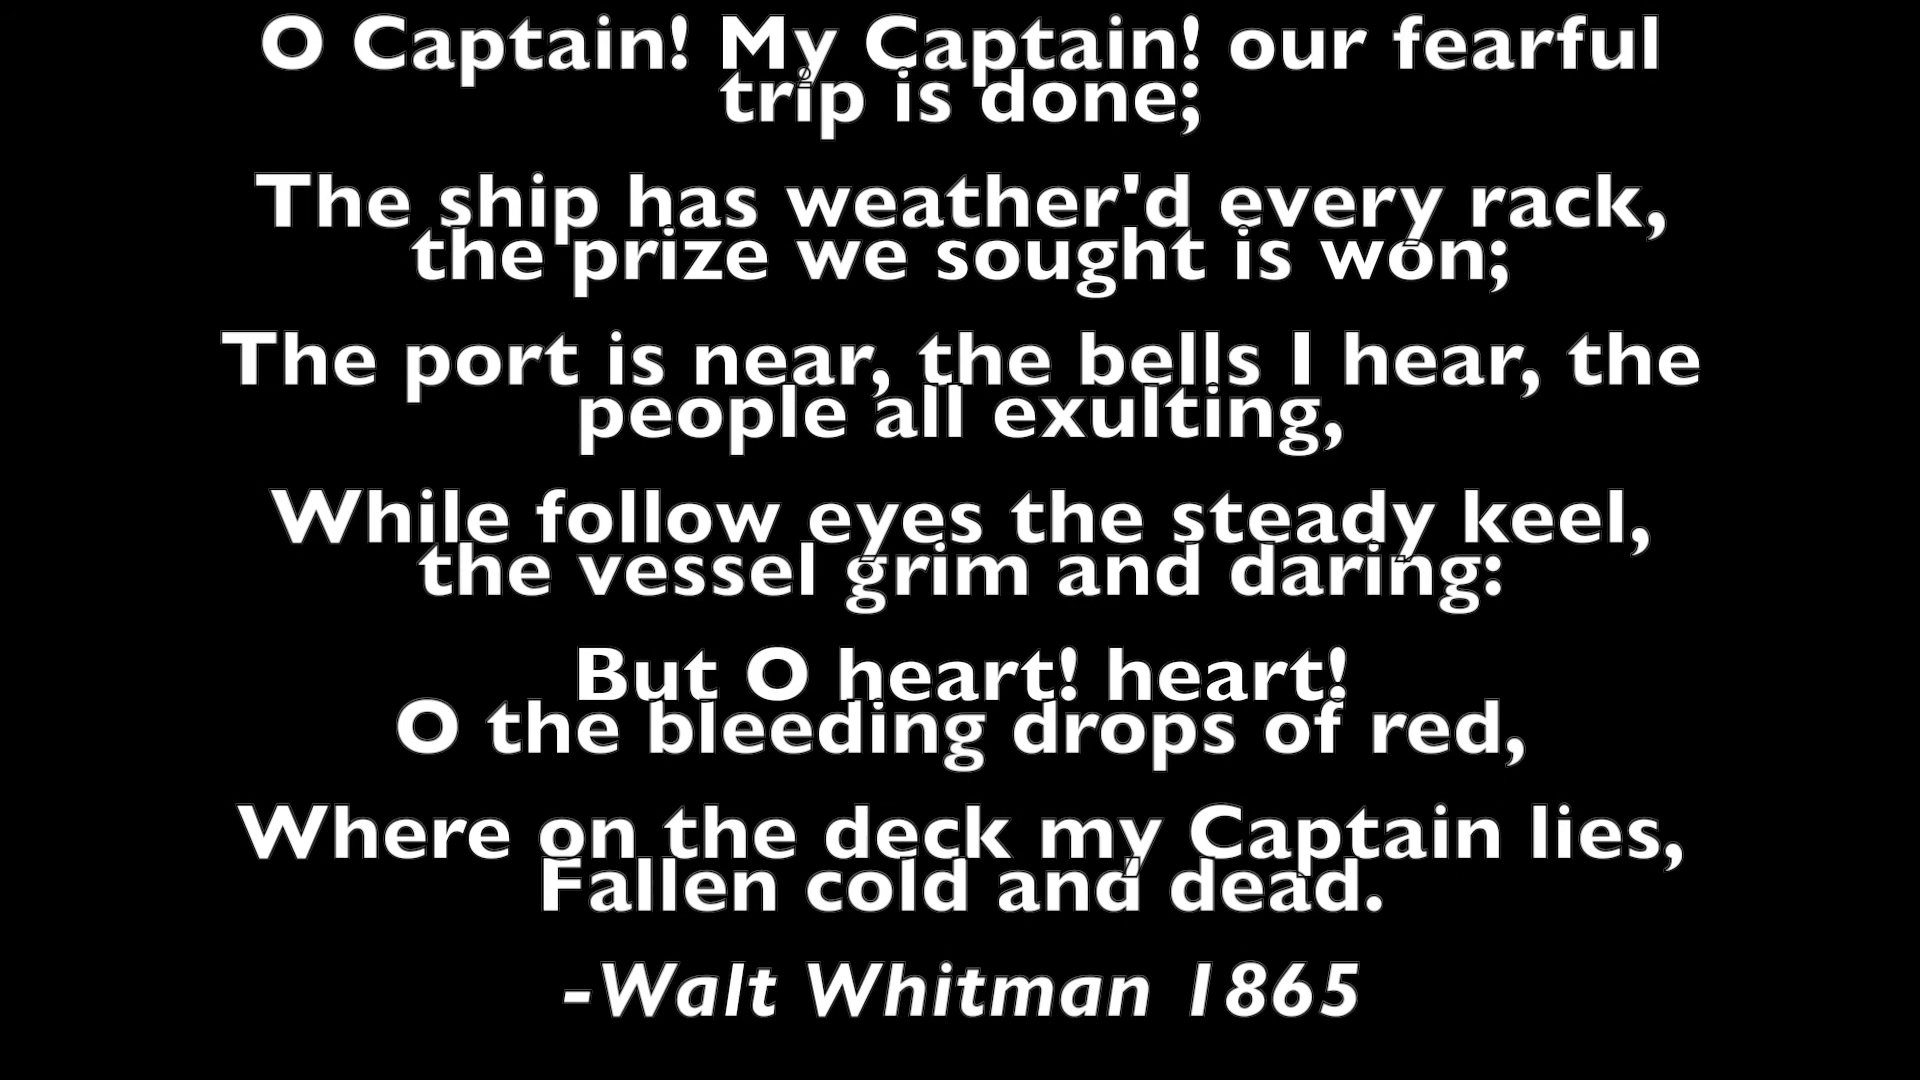 O Captain! My Captain! our fearful
trip is done;
The ship has weather'd every rack,
the prize we sought is won;
The port is near, the bells I hear, the
people all exulting,
While follow eyes the steady keel,
the vessel grim and daring:
But O heart! heart!
O the bleeding drops of red,
Where on the deck my Captain lies,
Fallen cold and dead.
-Walt Whitman 1865